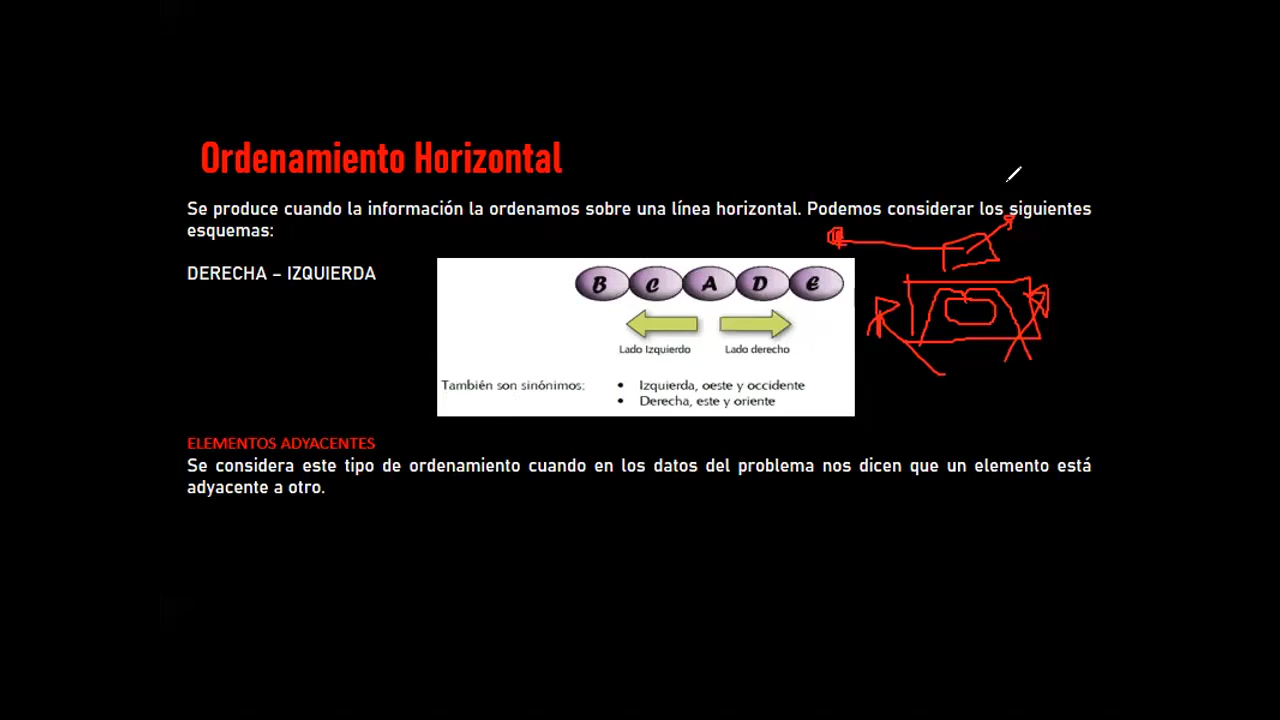 Ordenamiento Horizontal
Se produce cuando la información la ordenamos sobre una línea horizontal. Podemos considerar los siguientes
esquemas:
DERECHA – IZQUIERDA
B C A D E
Lado Izquierdo Lado derecho
También son sinónimos: • Izquierda, oeste y occidente
• Derecha, este y oriente
ELEMENTOS ADYACENTES
Se considera este tipo de ordenamiento cuando en los datos del problema nos dicen que un elemento está
adyacente a otro.